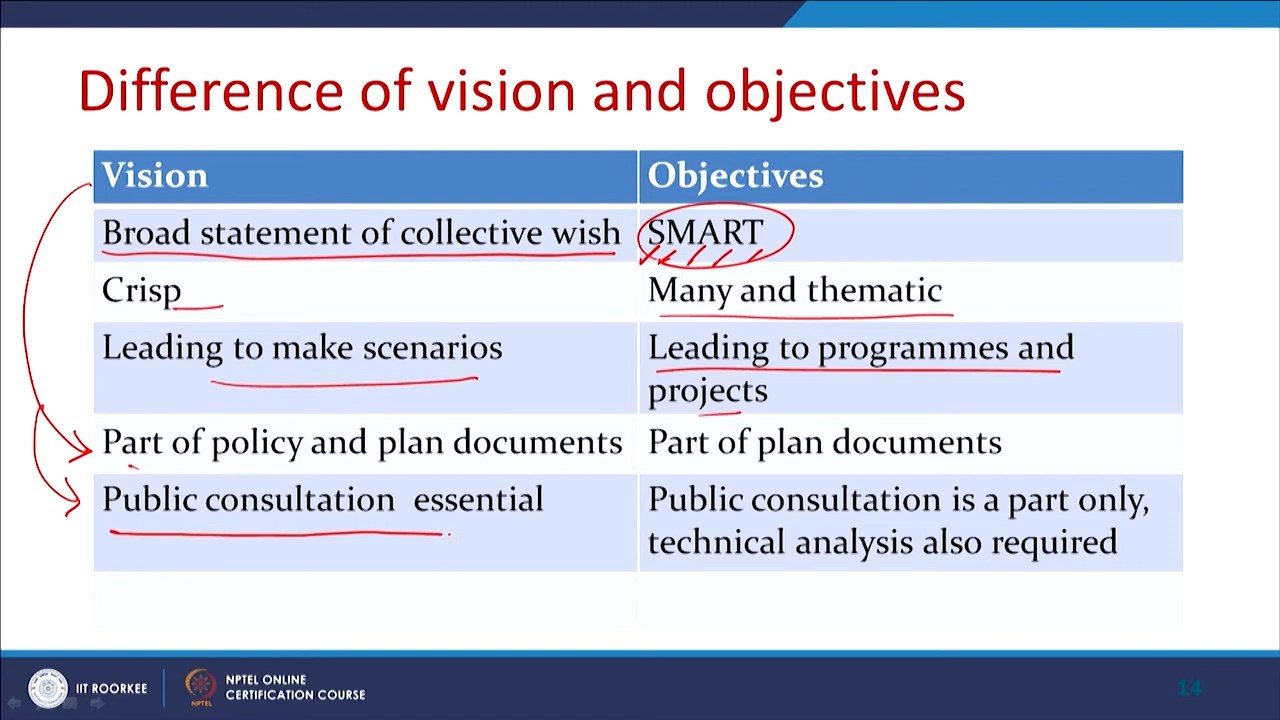 Difference of vision and objectives
Vision
Objectives
Broad statement of collective wish
SMART
Crisp
Many and thematic
Leading to make scenarios
Leading to programmes and
projects
Part of policy and plan documents
Part of plan documents
Public consultation essential
Public consultation is a part only,
technical analysis also required
IIT ROORKEE
NPTEL
NPTEL ONLINE
CERTIFICATION COURSE
14